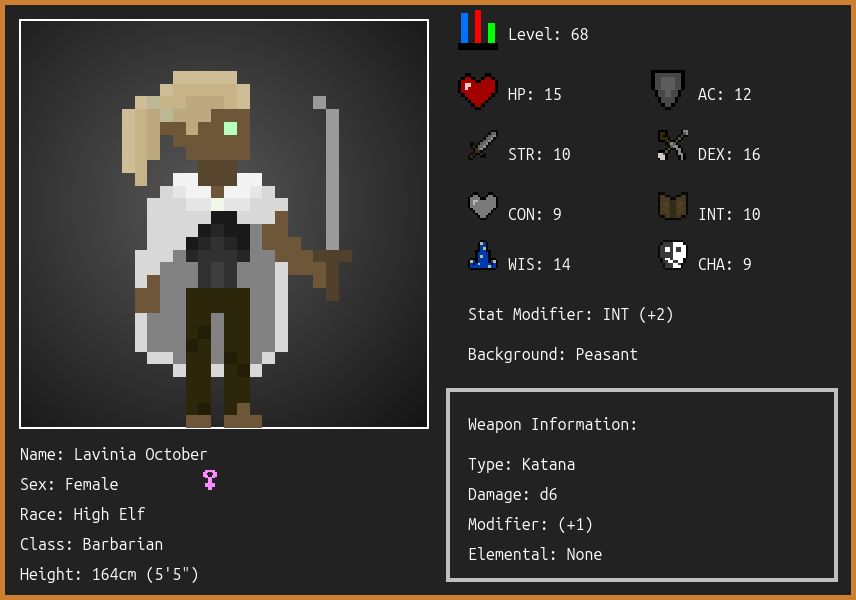 Level: 68
HP: 15
AC: 12
STR: 10
DEX: 16
CON: 9
INT: 10
WIS: 14
CHA: 9
Stat Modifier: INT (+2)
Background: Peasant
Weapon Information:
Type: Katana
Damage: d6
Modifier: (+1)
Elemental: None
Name: Lavinia October
Sex: Female
Race: High Elf
Class: Barbarian
Height: 164cm (5'5")